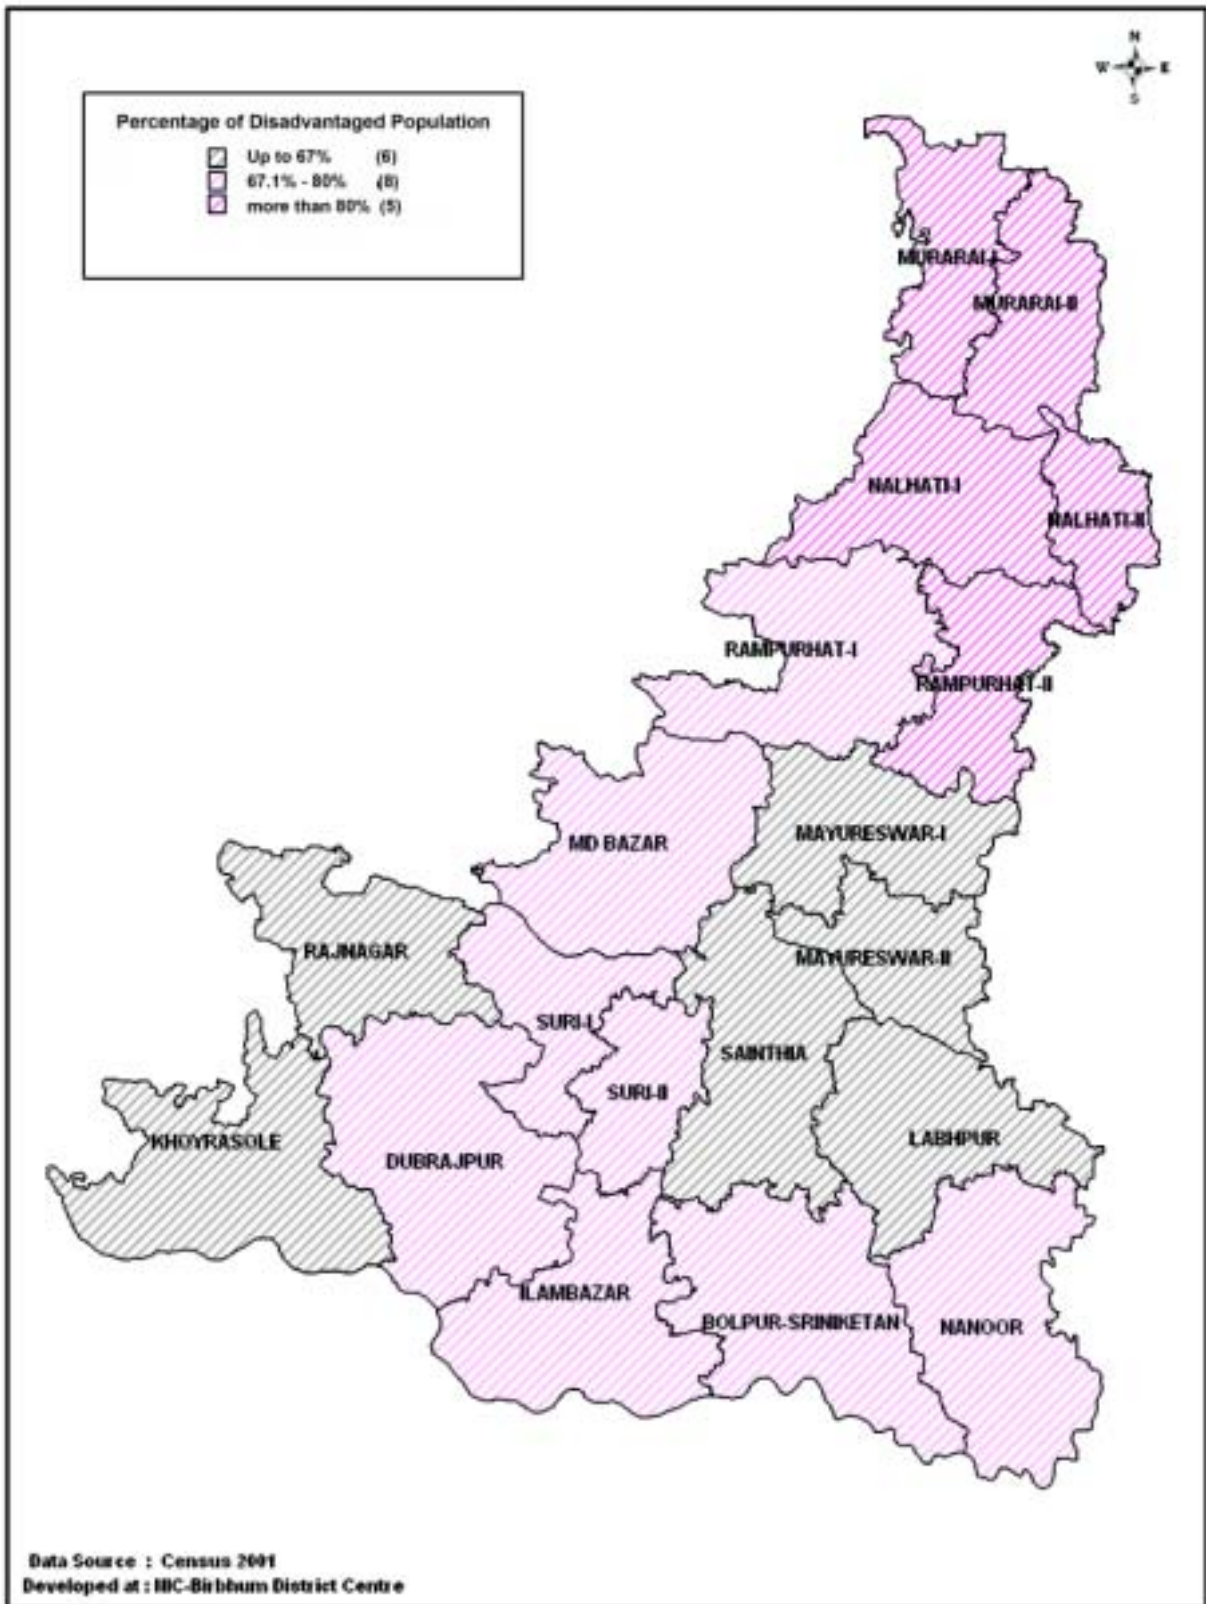 N
W E
S
Percentage of Disadvantaged Population
Up to 67% (6)
67.1% - 80% (8)
more than 80% (5)
MURARAI-I
MURARAI-II
NALHATI-I
NALHATI-II
RAMPURHAT-I
RAMPURHAT-II
MD BAZAR
MAYURESWAR-I
RAJNAGAR
MAYURESWAR-II
SURI-I
SAINTHIA
SURI-II
KHOYRASOLE
DUBRAJPUR
LABHPUR
ILAMBAZAR
BOLPUR-SRINIKETAN
NANOOR
Data Source : Census 2001
Developed at : NIC-Birbhum District Centre